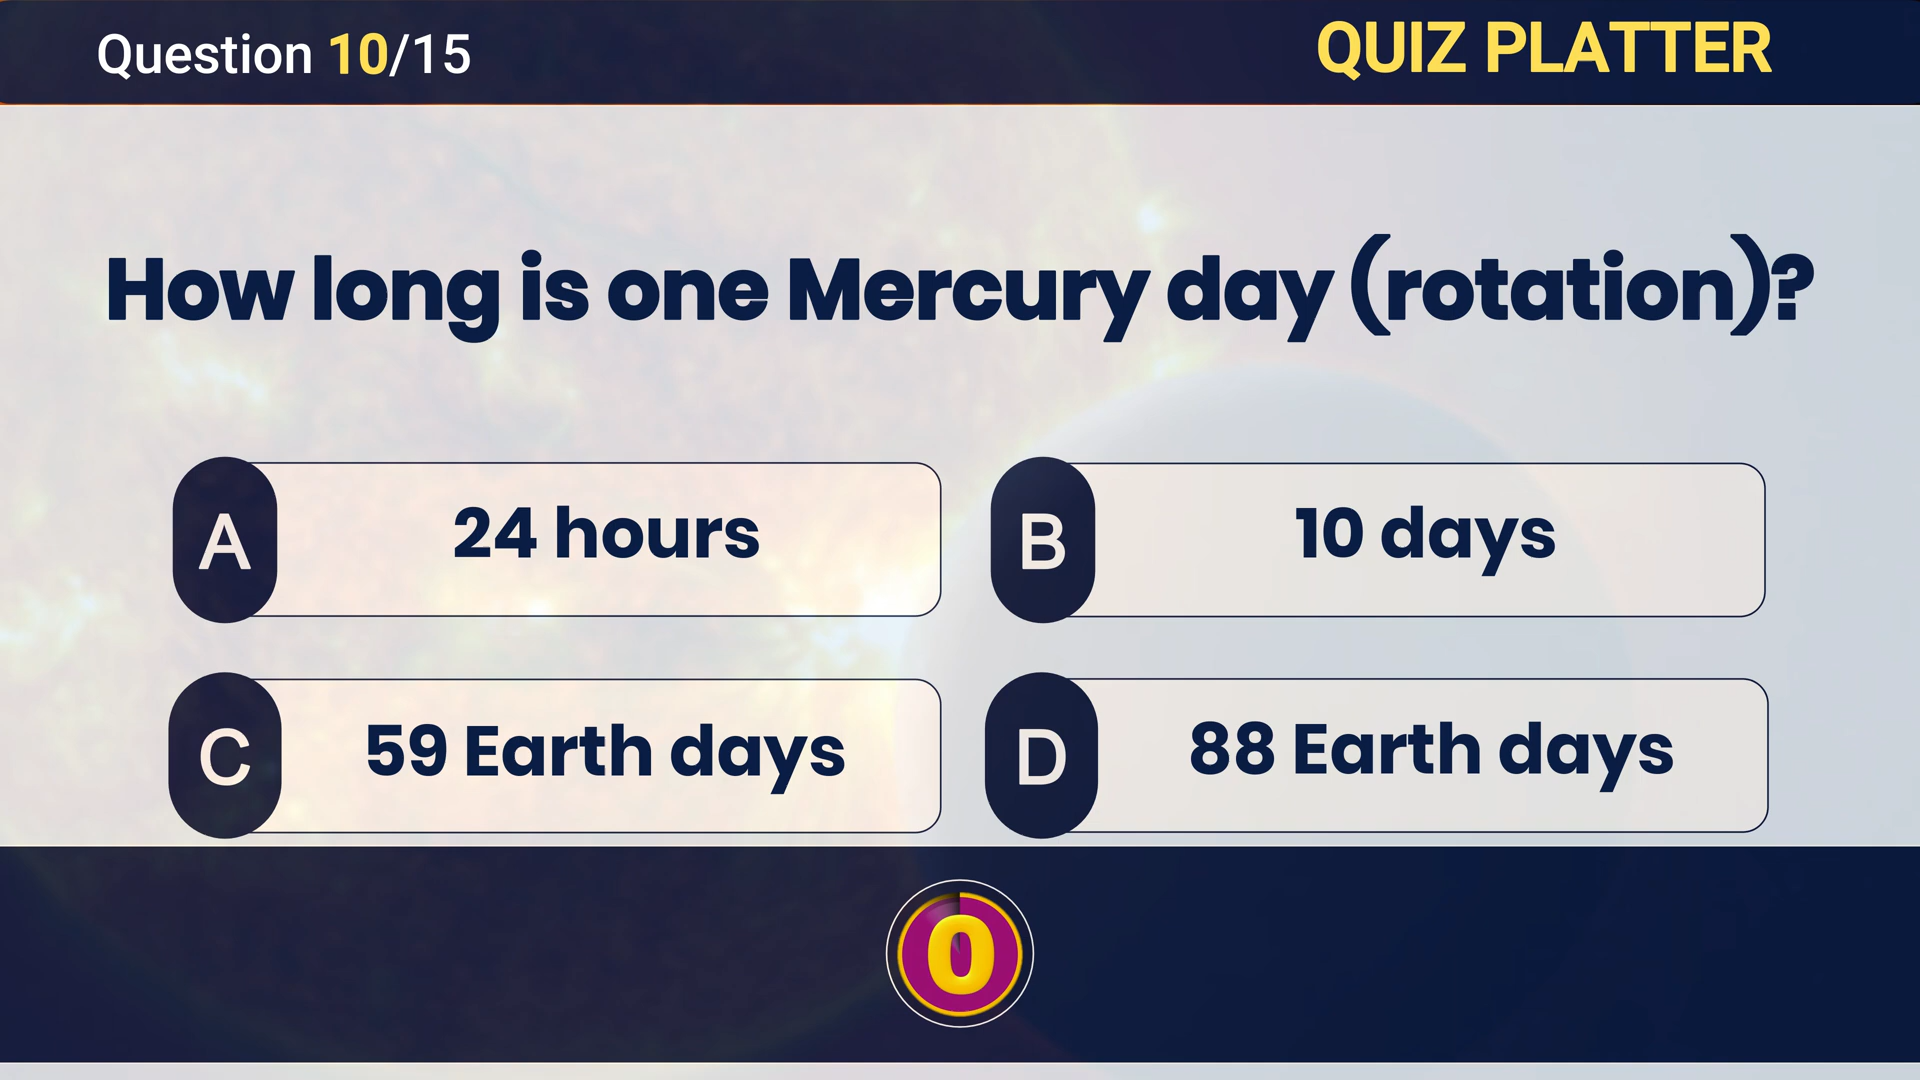 Question 10/15
QUIZ PLATTER
How long is one Mercury day (rotation)?
A
24 hours
B
10 days
C
59 Earth days
D
88 Earth days
0